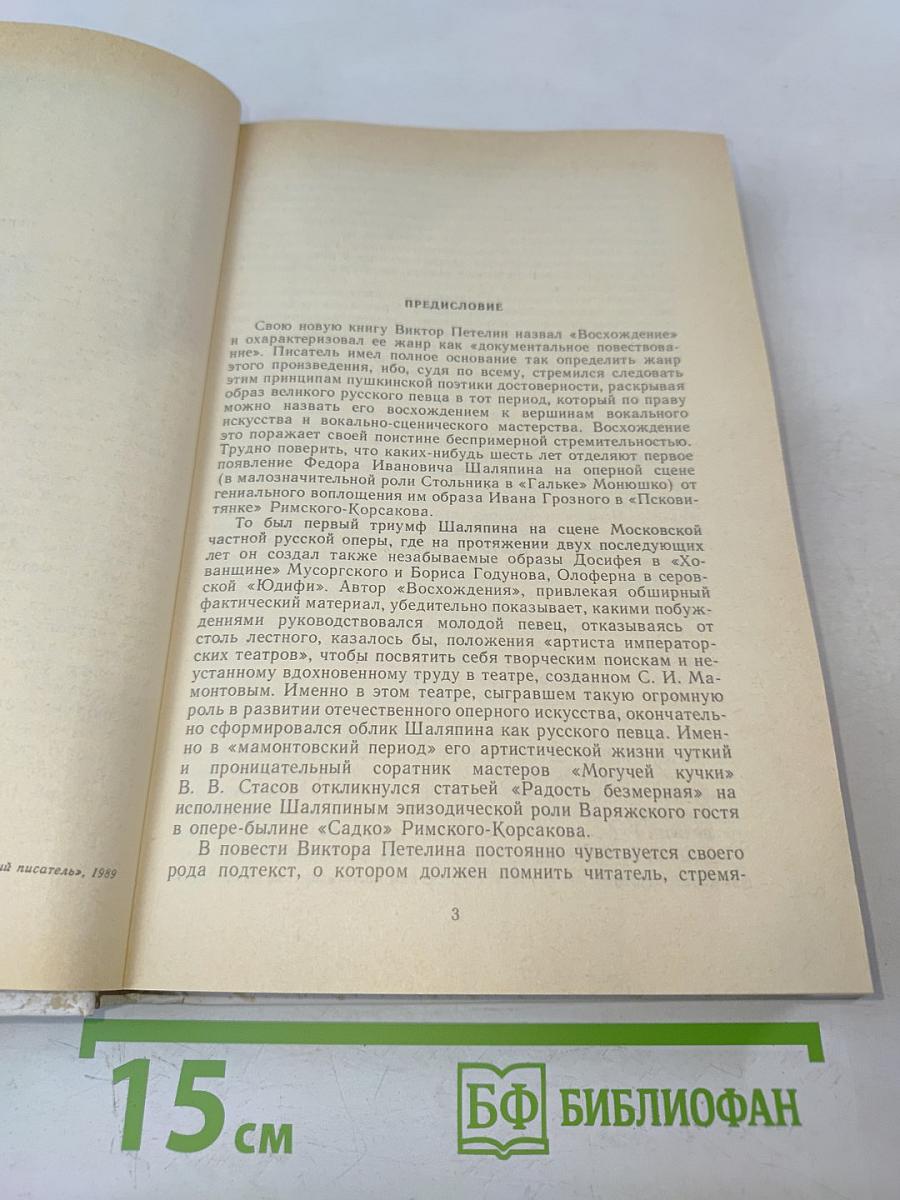 ий писатель», 1989
ПРЕДИСЛОВИЕ
Свою новую книгу Виктор Петелин назвал «Восхождение»
и охарактеризовал ее жанр как «документальное повествова-
ние». Писатель имел полное основание так определить жанр
этого произведения, ибо, судя по всему, стремился следовать
этим принципам пушкинской поэтики достоверности, раскрывая
образ великого русского певца в тот период, который по праву
можно назвать его восхождением к вершинам вокального
искусства и вокально-сценического мастерства. Восхождение
это поражает своей поистине беспримерной стремительностью.
Трудно поверить, что каких-нибудь шесть лет отделяют первое
появление Федора Ивановича Шаляпина на оперной сцене
(в малозначительной роли Стольника в «Гальке» Монюшко) от
гениального воплощения им образа Ивана Грозного в «Пскови-
тянке» Римского-Корсакова.
То был первый триумф Шаляпина на сцене Московской
частной русской оперы, где на протяжении двух последующих
лет он создал также незабываемые образы Досифея в «Хо-
ванщине» Мусоргского и Бориса Годунова, Олоферна в серов-
ской «Юдифи». Автор «Восхождения», привлекая обширный
фактический материал, убедительно показывает, какими побуж-
дениями руководствовался молодой певец, отказываясь от
столь лестного, казалось бы, положения «артиста император-
ских театров», чтобы посвятить себя творческим поискам и не-
устанному вдохновенному труду в театре, созданном С. И. Ма-
монтовым. Именно в этом театре, сыгравшем такую огромную
роль в развитии отечественного оперного искусства, окончатель-
но сформировался облик Шаляпина как русского певца. Имен-
но в «мамонтовский период» его артистической жизни чуткий
и проницательный соратник мастеров «Могучей кучки»
В. В. Стасов откликнулся статьей «Радость безмерная» на
исполнение Шаляпиным эпизодической роли Варяжского гостя
в опере-былине «Садко» Римского-Корсакова.
В повести Виктора Петелина постоянно чувствуется своего
рода подтекст, о котором должен помнить читатель, стремя-
3
15 см
БФ БИБЛИОФАН